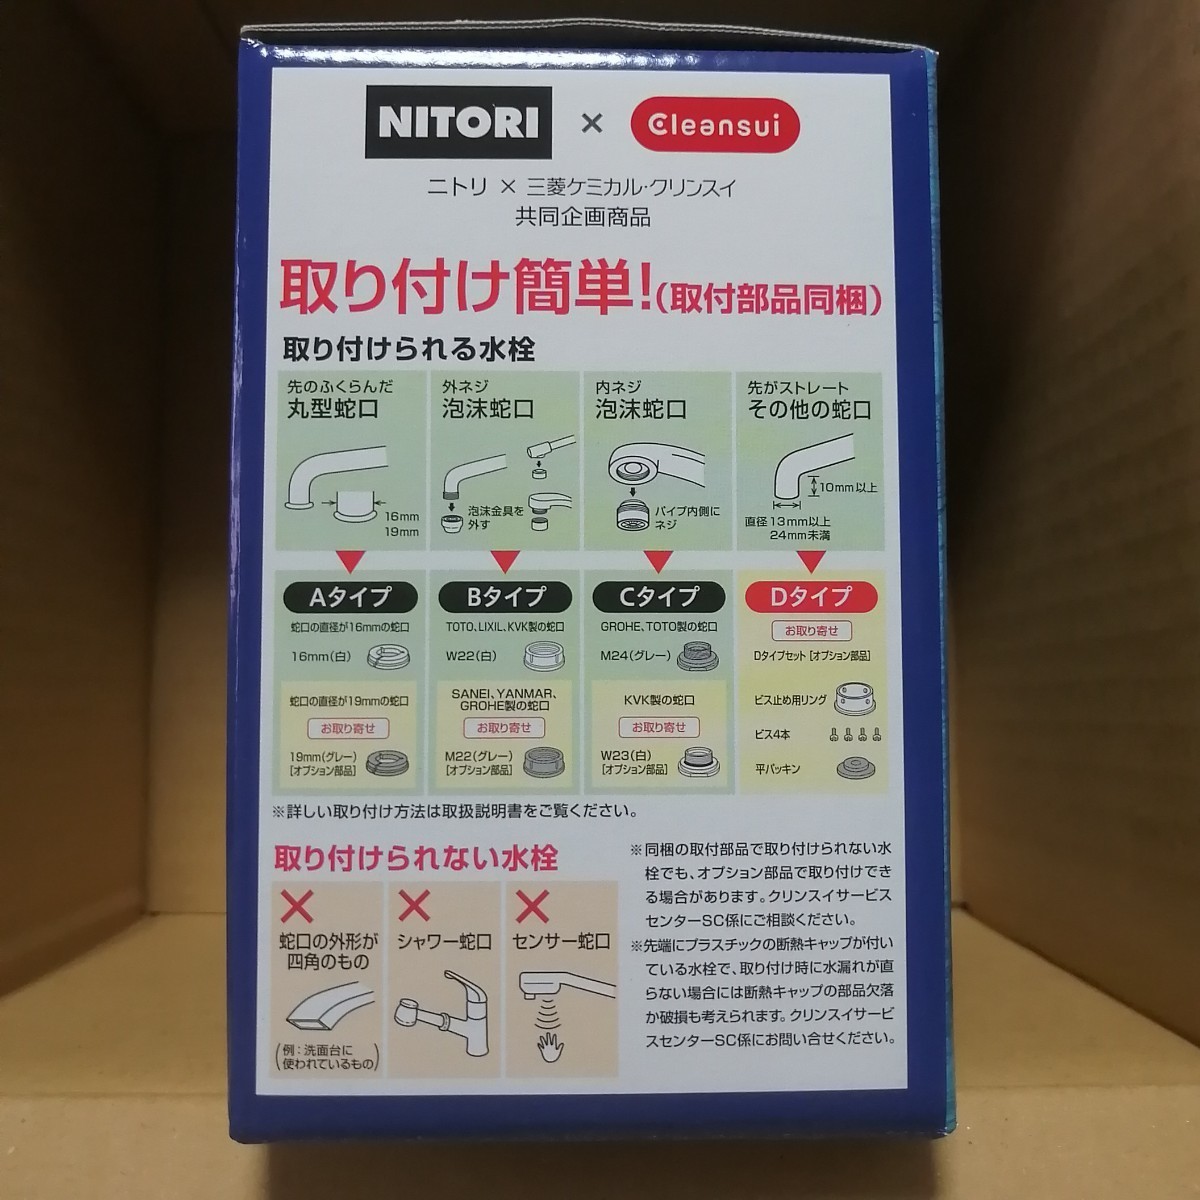 NITORI × Cleansui
ニトリ × 三菱ケミカル・クリンスイ
共同企画商品
取り付け簡単!(取付部品同梱)
取り付けられる水栓
先のふくらんだ
丸型蛇口
16mm
19mm
外ネジ
泡沫蛇口
泡沫金具を
外す
内ネジ
泡沫蛇口
パイプ内側に
ネジ
先がストレート
その他の蛇口
10mm以上
直径13mm以上
24mm未満
Aタイプ
蛇口の直径が16mmの蛇口
16mm(白)
蛇口の直径が19mmの蛇口
お取り寄せ
19mm(グレー)
[オプション部品]
Bタイプ
TOTO、LIXIL、KVK製の蛇口
W22(白)
SANEI、YANMAR、
GROHE製の蛇口
お取り寄せ
M22(グレー)
[オプション部品]
Cタイプ
GROHE、TOTO製の蛇口
M24(グレー)
KVK製の蛇口
お取り寄せ
W23(白)
[オプション部品]
Dタイプ
お取り寄せ
Dタイプセット[オプション部品]
ビス止め用リング
ビス4本
平パッキン
※詳しい取り付け方法は取扱説明書をご覧ください。
取り付けられない水栓
蛇口の外形が
四角のもの
(例:洗面台に
使われているもの)
シャワー蛇口
センサー蛇口
※同梱の取付部品で取り付けられない水
栓でも、オプション部品で取り付けでき
る場合があります。クリンスイサービス
センターSC係にご相談ください。
※先端にプラスチックの断熱キャップが付い
ている水栓で、取り付け時に水漏れが直
らない場合には断熱キャップの部品欠落
か破損も考えられます。クリンスイサービ
スセンターSC係にお問い合せください。